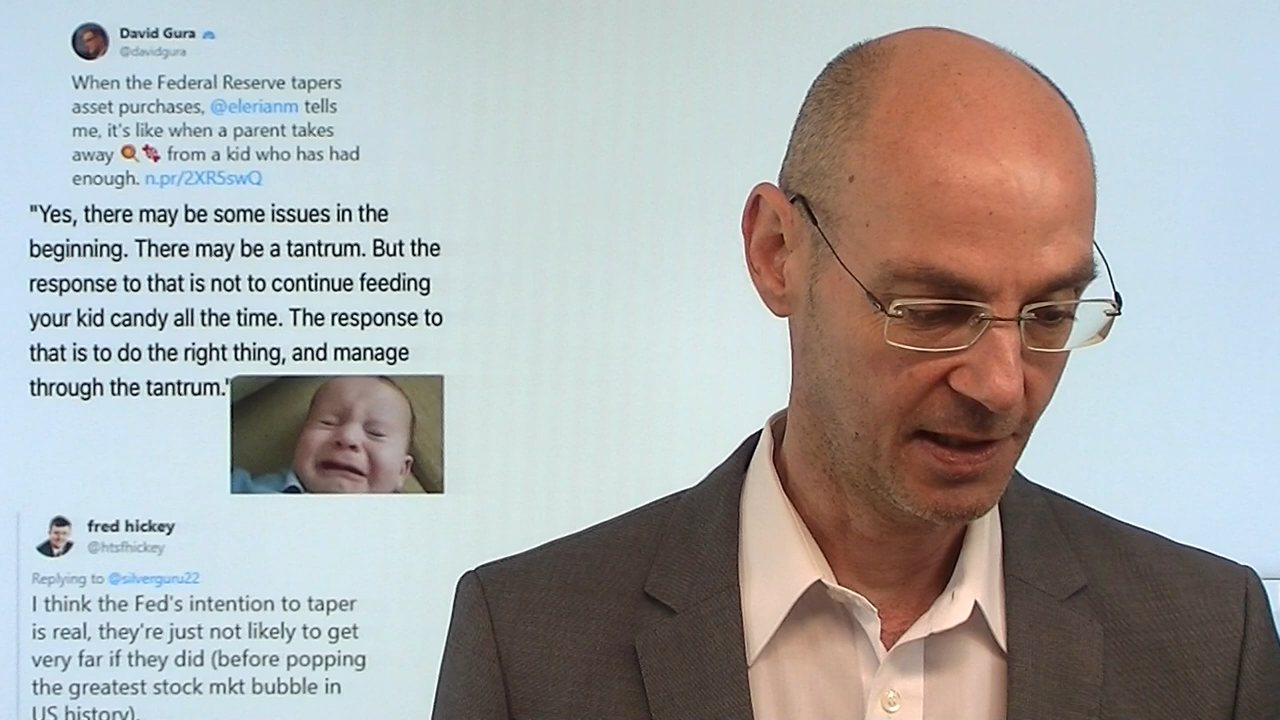 David Gura
@davidgura
When the Federal Reserve tapers
asset purchases, @elerianm tells
me, it's like when a parent takes
away 🍭🍬 from a kid who has had
enough. n.pr/2XR5swQ
"Yes, there may be some issues in the
beginning. There may be a tantrum. But the
response to that is not to continue feeding
your kid candy all the time. The response to
that is to do the right thing, and manage
through the tantrum."
fred hickey
@htsfhickey
Replying to @silverguru22
I think the Fed's intention to taper
is real, they're just not likely to get
very far if they did (before popping
the greatest stock mkt bubble in
US history).